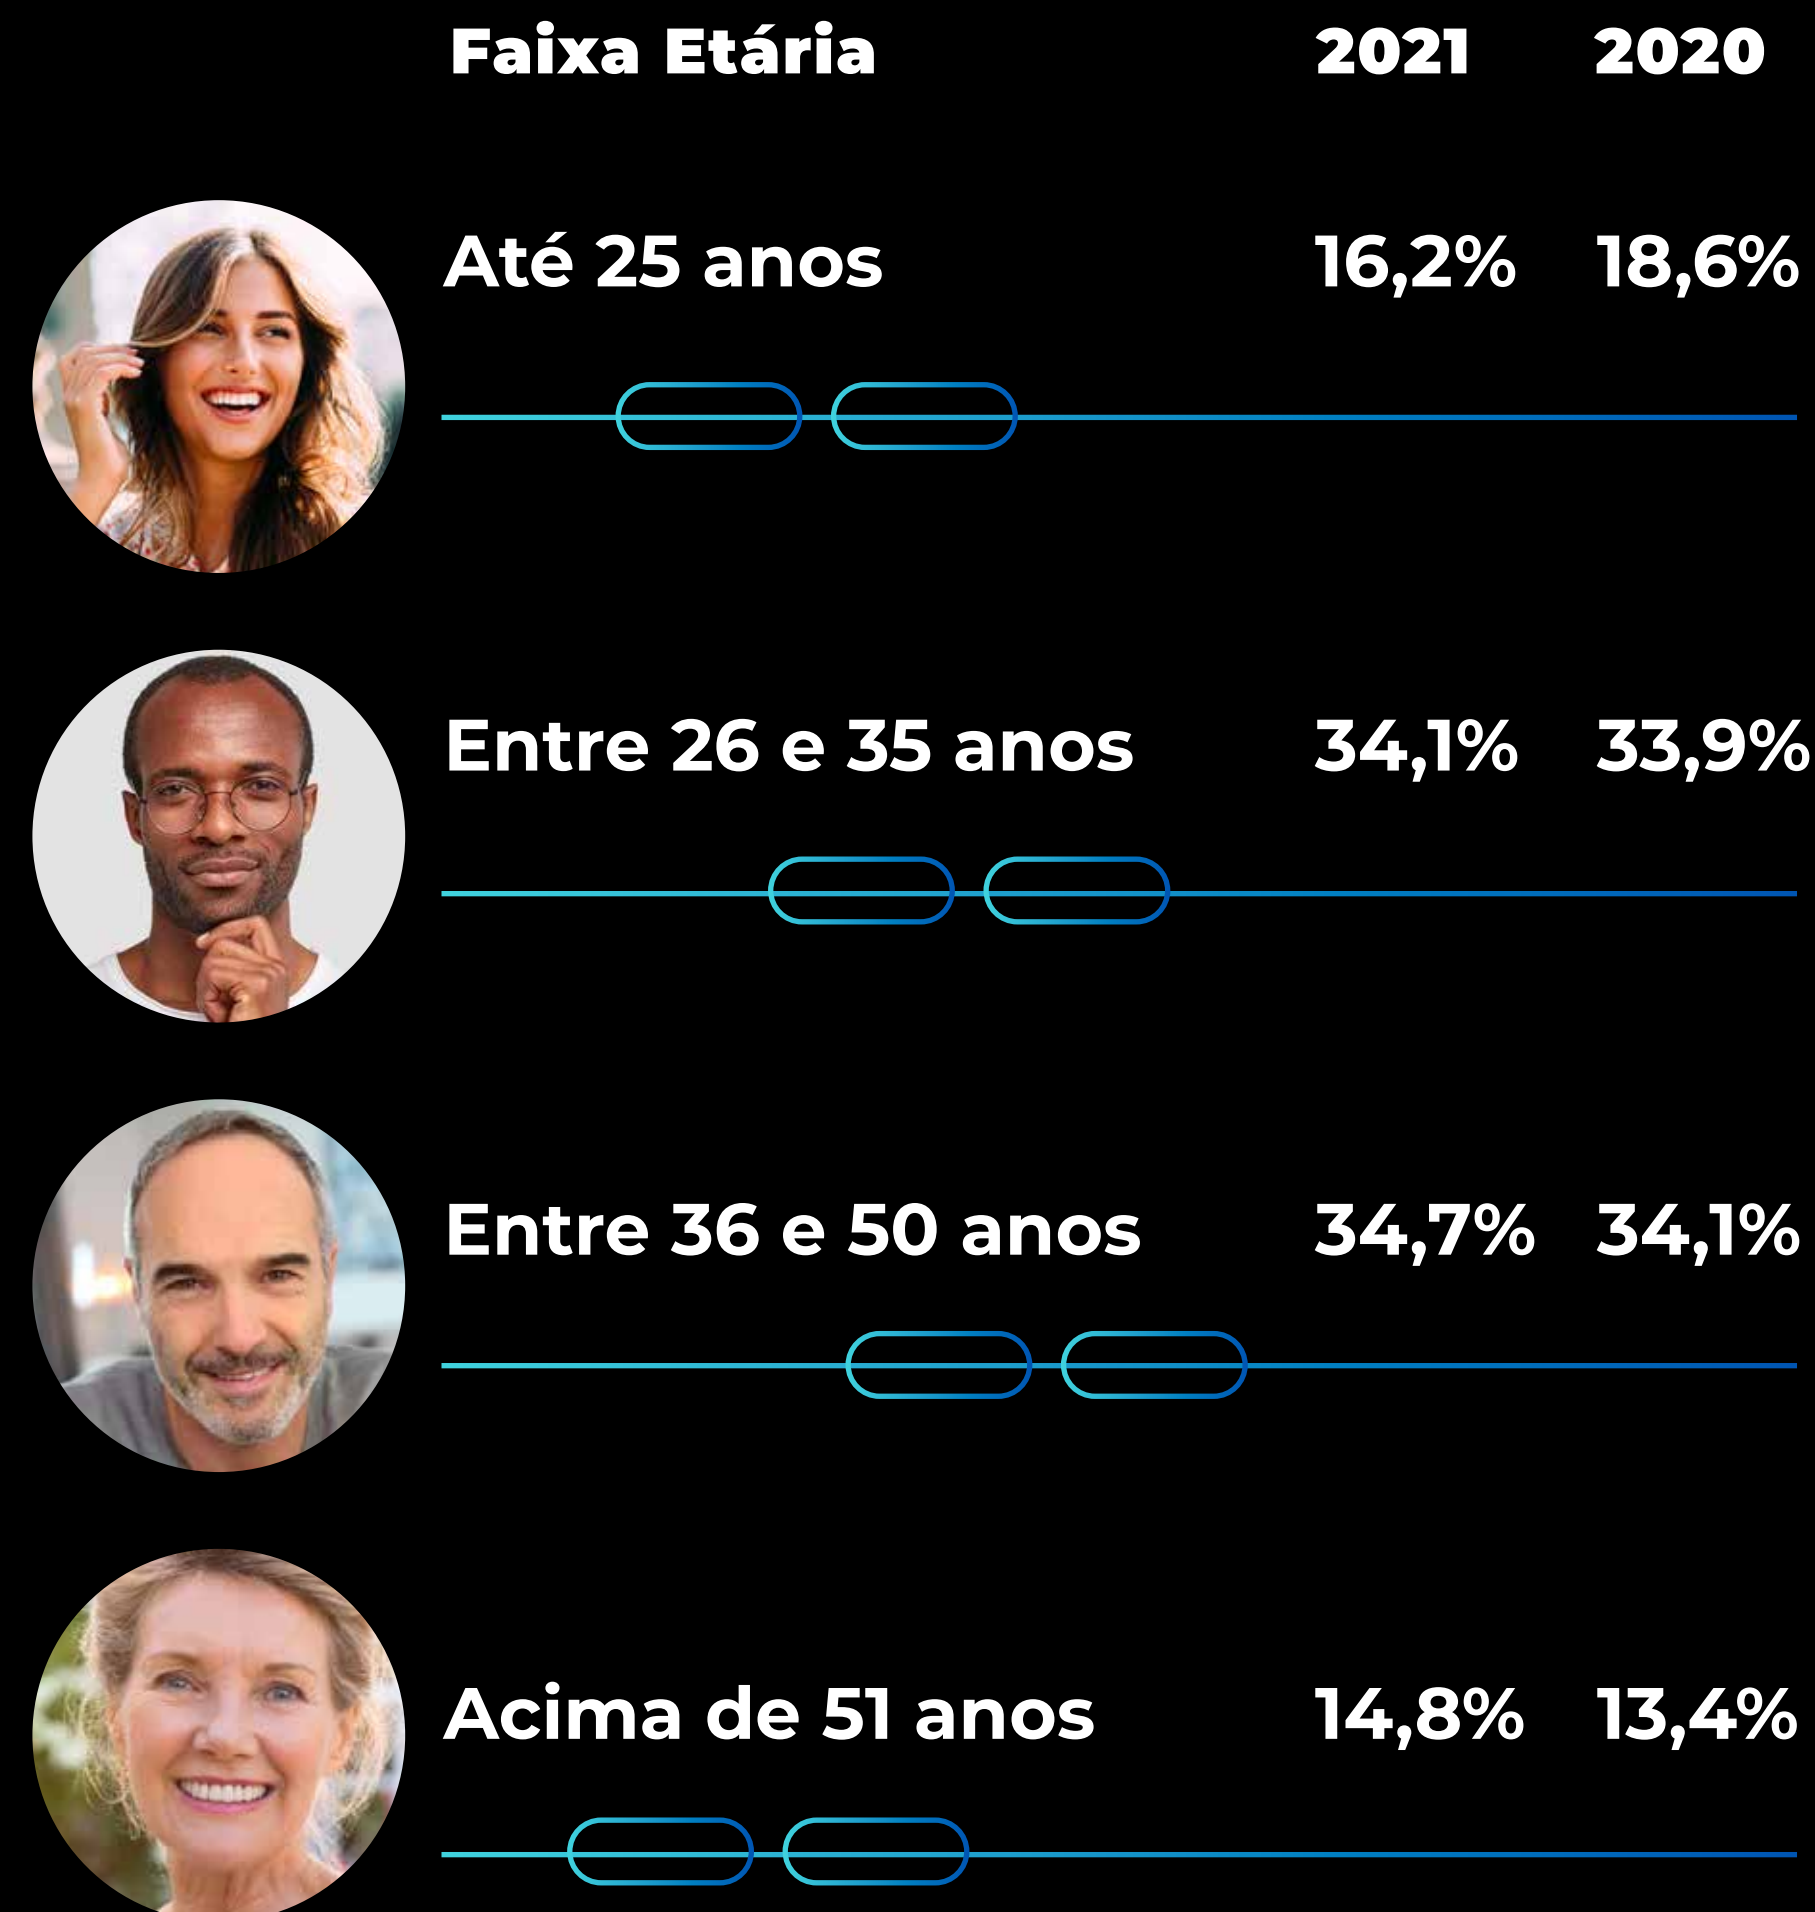 Faixa Etária 2021 2020
Até 25 anos 16,2% 18,6%
Entre 26 e 35 anos 34,1% 33,9%
Entre 36 e 50 anos 34,7% 34,1%
Acima de 51 anos 14,8% 13,4%